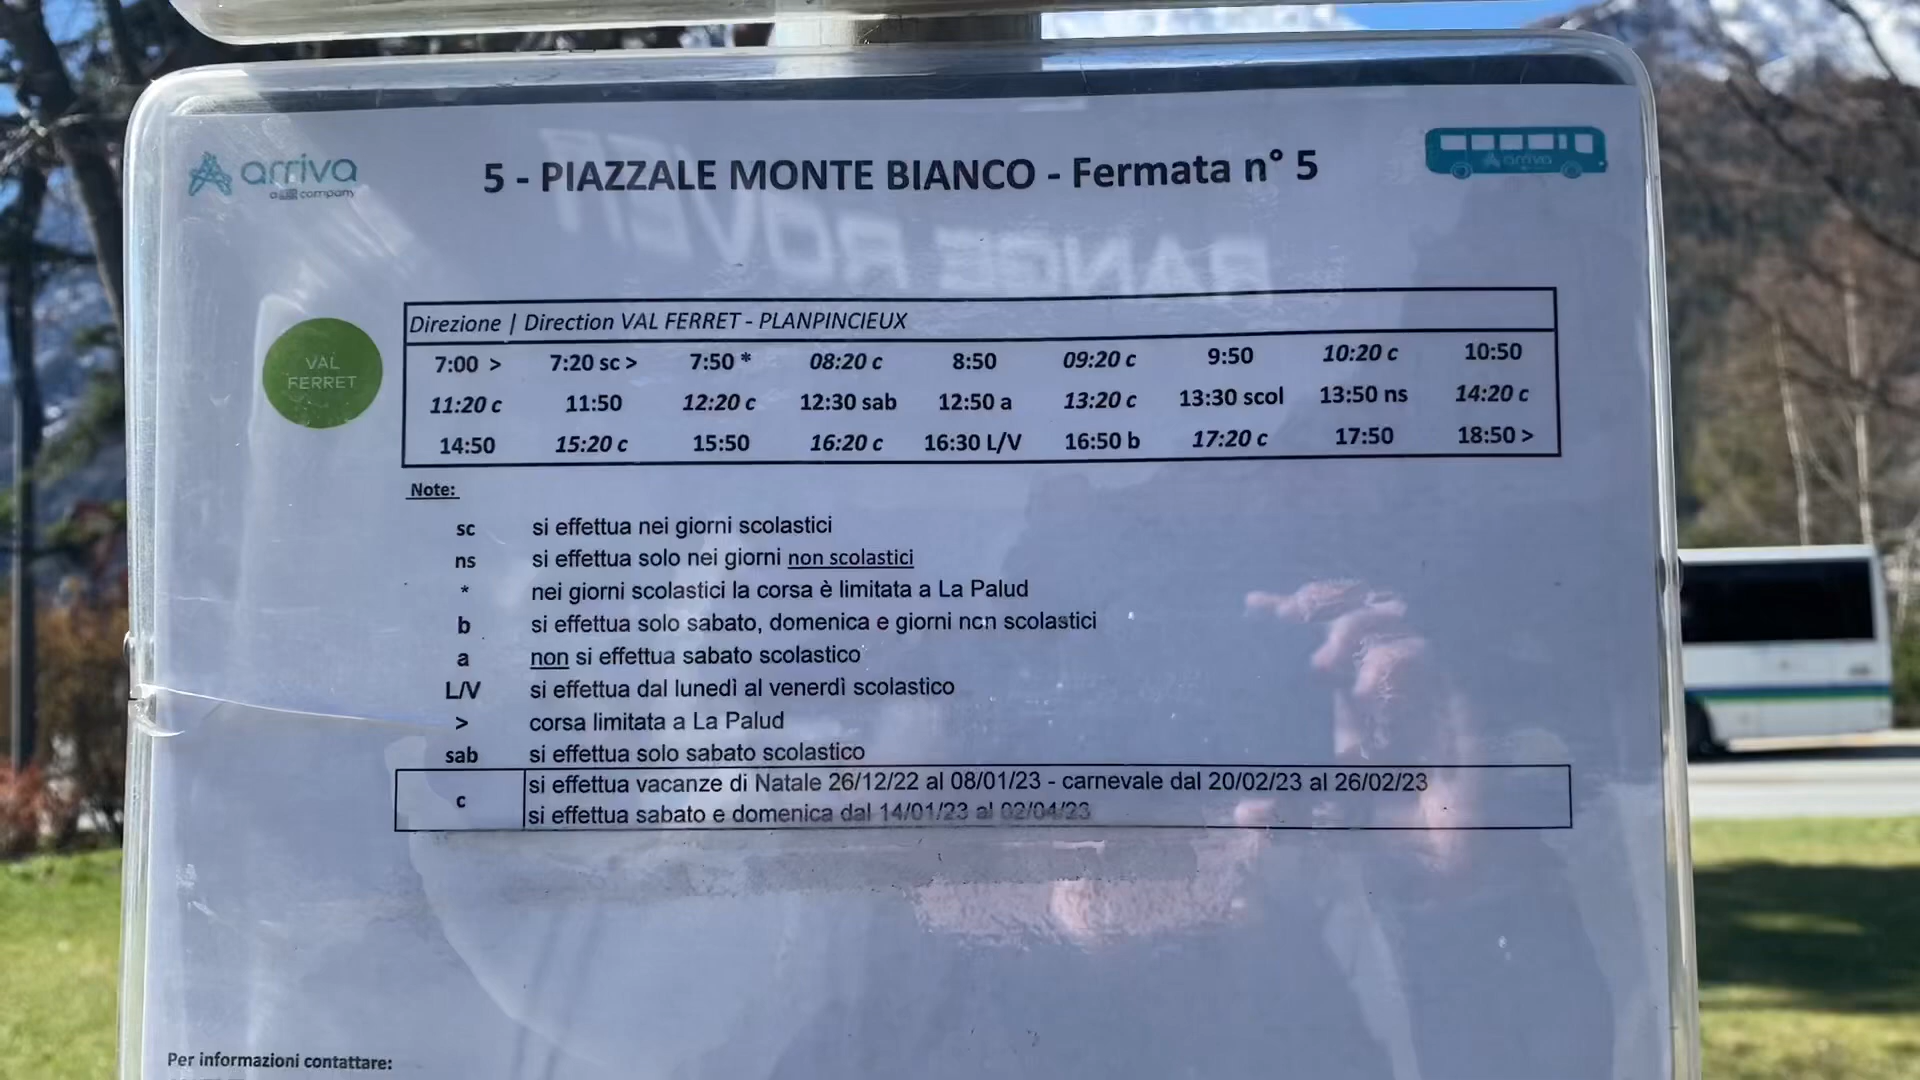 arriva
a DB company
5 - PIAZZALE MONTE BIANCO - Fermata n° 5
arriva
RANGE ROVER
VAL
FERRET
Direzione | Direction VAL FERRET - PLANPINCIEUX
7:00 > 7:20 sc > 7:50 * 08:20 c 8:50 09:20 c 9:50 10:20 c 10:50
11:20 c 11:50 12:20 c 12:30 sab 12:50 a 13:20 c 13:30 scol 13:50 ns 14:20 c
14:50 15:20 c 15:50 16:20 c 16:30 L/V 16:50 b 17:20 c 17:50 18:50 >
Note:
sc si effettua nei giorni scolastici
ns si effettua solo nei giorni non scolastici
* nei giorni scolastici la corsa è limitata a La Palud
b si effettua solo sabato, domenica e giorni non scolastici
a non si effettua sabato scolastico
L/V si effettua dal lunedì al venerdì scolastico
> corsa limitata a La Palud
sab si effettua solo sabato scolastico
c si effettua vacanze di Natale 26/12/22 al 08/01/23 - carnevale dal 20/02/23 al 26/02/23
si effettua sabato e domenica dal 14/01/23 al 02/04/23
Per informazioni contattare: